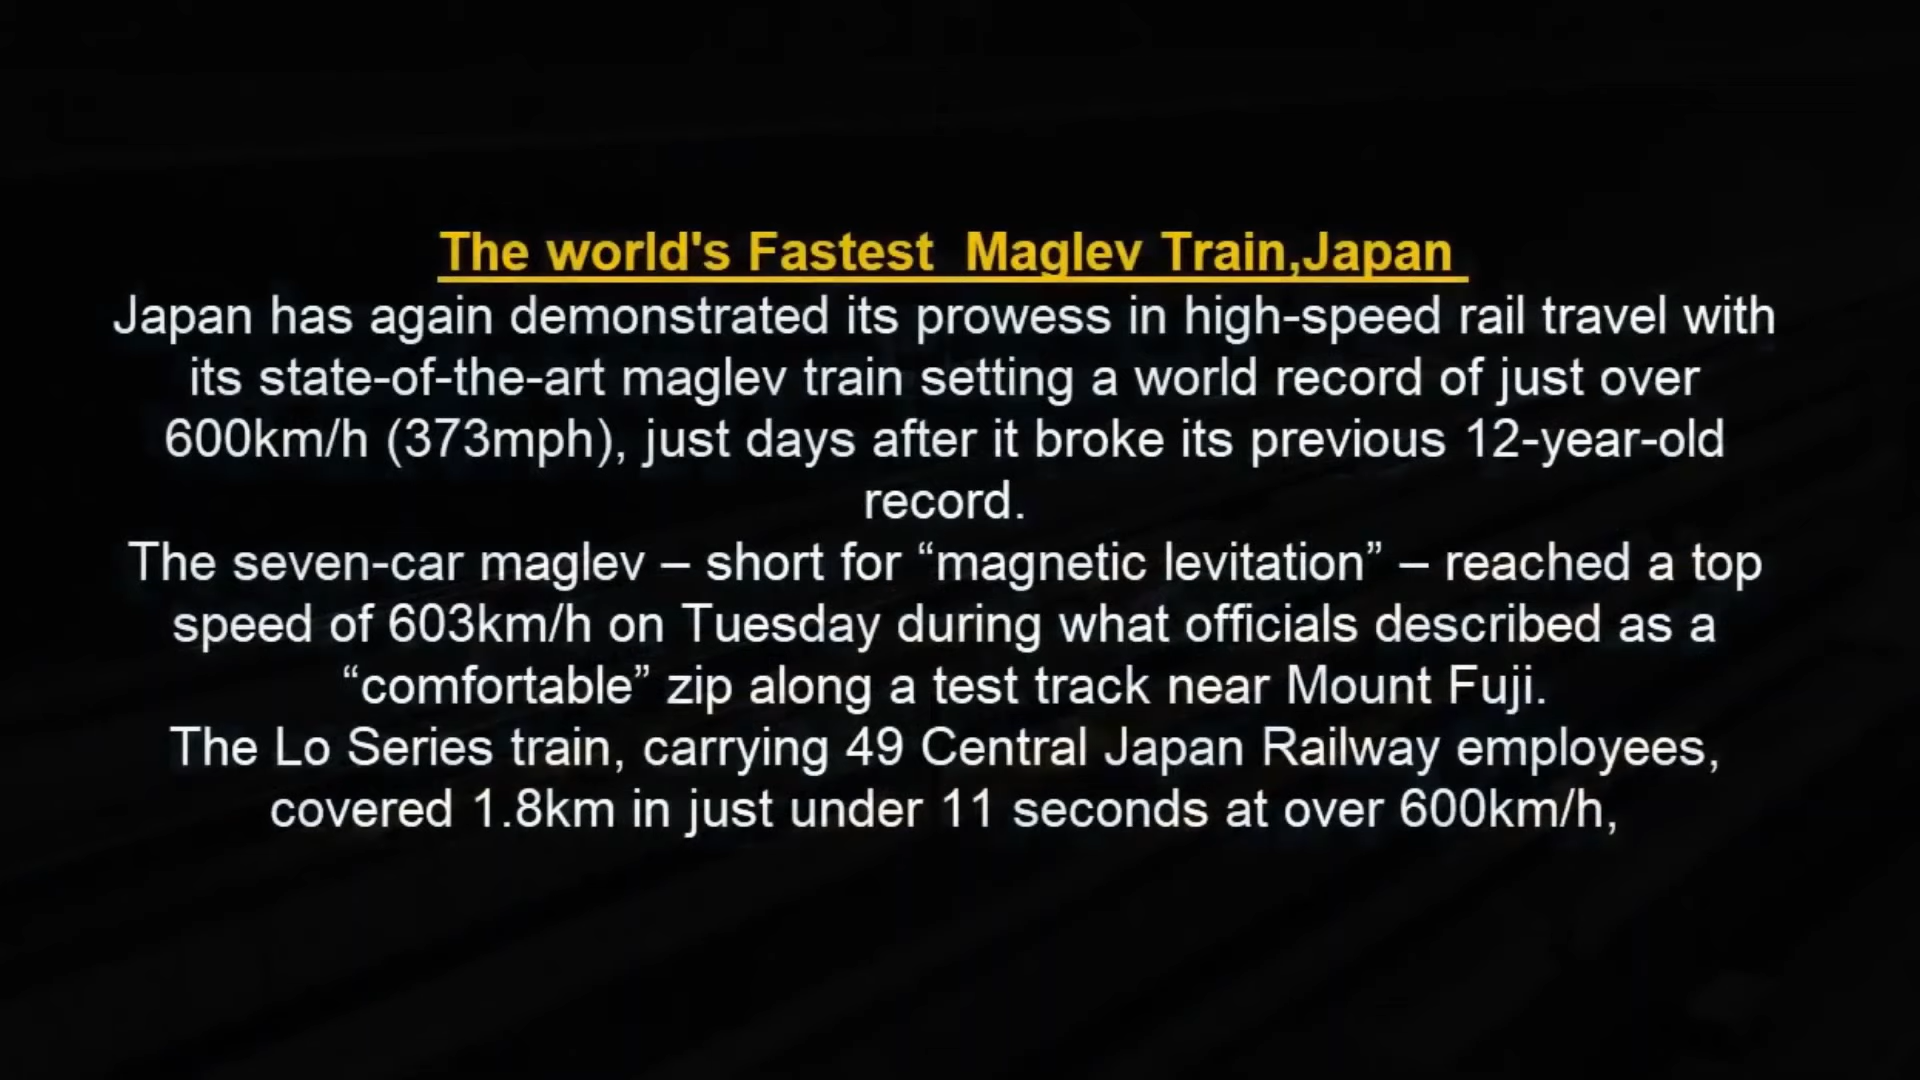 The world's Fastest  Maglev Train,Japan
Japan has again demonstrated its prowess in high-speed rail travel with
its state-of-the-art maglev train setting a world record of just over
600km/h (373mph), just days after it broke its previous 12-year-old
record.
The seven-car maglev – short for “magnetic levitation” – reached a top
speed of 603km/h on Tuesday during what officials described as a
“comfortable” zip along a test track near Mount Fuji.
The Lo Series train, carrying 49 Central Japan Railway employees,
covered 1.8km in just under 11 seconds at over 600km/h,